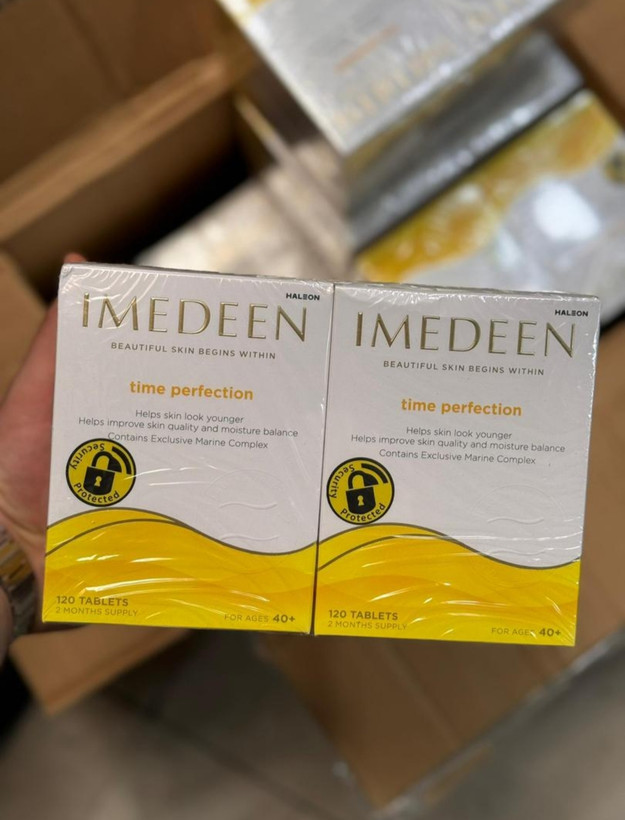 HALEON
IMEDEEN
BEAUTIFUL SKIN BEGINS WITHIN
time perfection
Helps skin look younger
Helps improve skin quality and moisture balance
Contains Exclusive Marine Complex
Security
Protected
120 TABLETS
2 MONTHS SUPPLY
FOR AGES 40+
HALEON
IMEDEEN
BEAUTIFUL SKIN BEGINS WITHIN
time perfection
Helps skin look younger
Helps improve skin quality and moisture balance
Contains Exclusive Marine Complex
Security
Protected
120 TABLETS
2 MONTHS SUPPLY
FOR AGES 40+